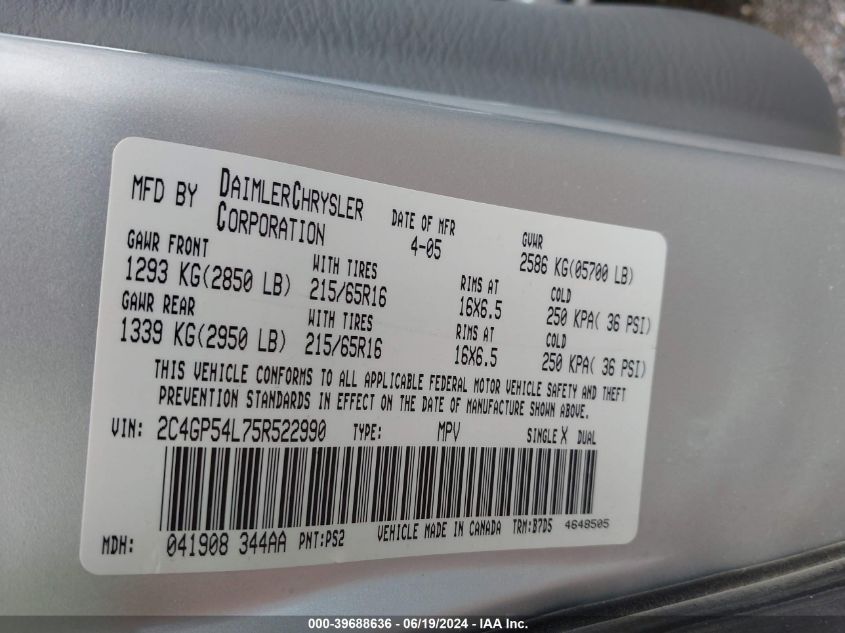 MFD BY DAIMLERCHRYSLER CORPORATION
DATE OF MFR 4-05
GVWR 2586 KG(05700 LB)
GAWR FRONT WITH TIRES RIMS AT COLD
1293 KG(2850 LB) 215/65R16 16X6.5 250 KPA( 36 PSI)
GAWR REAR WITH TIRES RIMS AT COLD
1339 KG(2950 LB) 215/65R16 16X6.5 250 KPA( 36 PSI)
THIS VEHICLE CONFORMS TO ALL APPLICABLE FEDERAL MOTOR VEHICLE SAFETY AND THEFT
PREVENTION STANDARDS IN EFFECT ON THE DATE OF MANUFACTURE SHOWN ABOVE.
VIN: 2C4GP54L75R522990 TYPE: MPV SINGLE X DUAL
MDH: 041908 344AA PNT:PS2 VEHICLE MADE IN CANADA TRM:B7D5 4648505
000-39688636 - 06/19/2024 - IAA Inc.